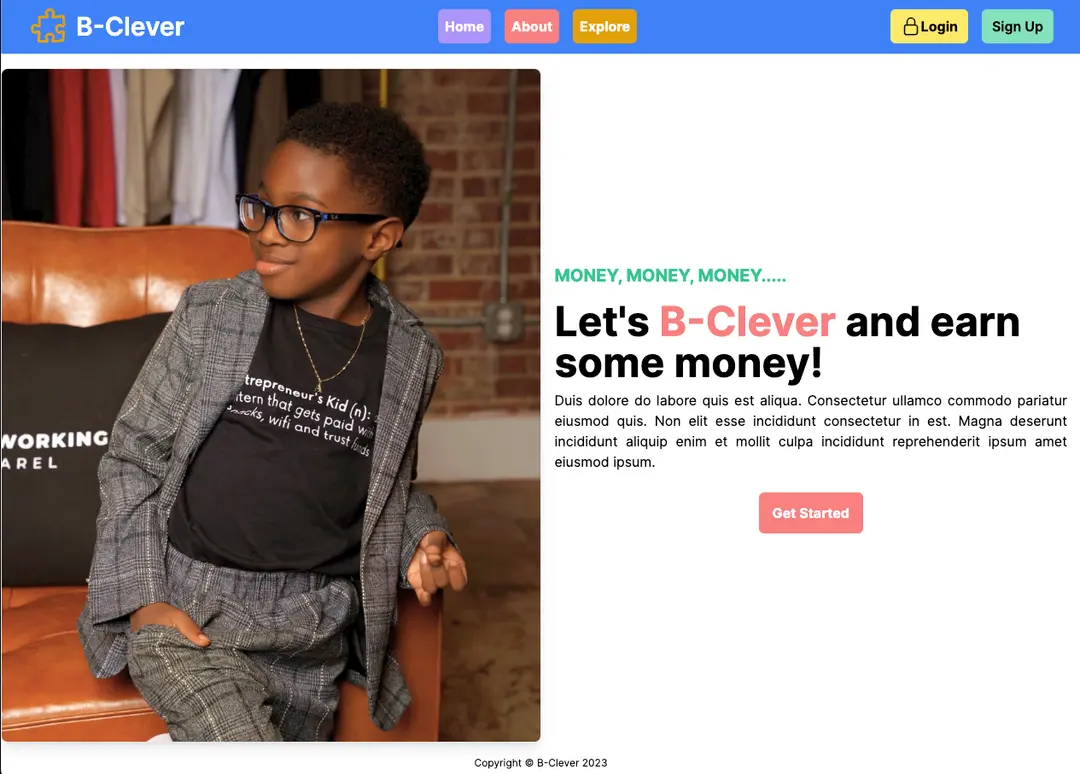 B-Clever
Home
About
Explore
Login
Sign Up
trepreneur's Kid (n):
tern that gets paid with
snacks, wifi and trust funds
WORKING
AREL
MONEY, MONEY, MONEY.....
Let's B-Clever and earn
some money!
Duis dolore do labore quis est aliqua. Consectetur ullamco commodo pariatur
eiusmod quis. Non elit esse incididunt consectetur in est. Magna deserunt
incididunt aliquip enim et mollit culpa incididunt reprehenderit ipsum amet
eiusmod ipsum.
Get Started
Copyright © B-Clever 2023